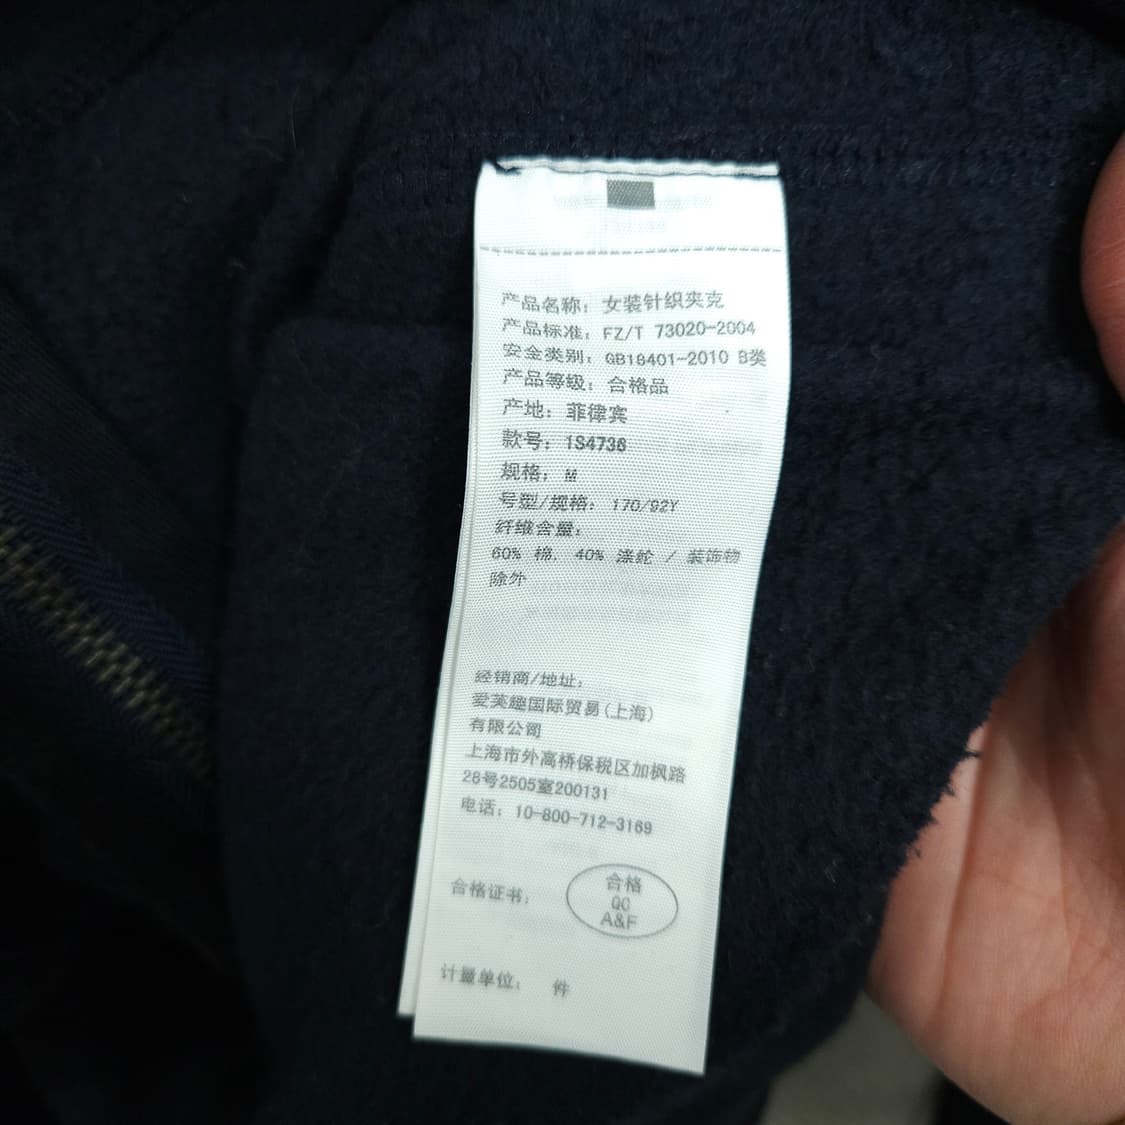 产品名称: 女装针织夹克
产品标准: FZ/T 73020-2004
安全类别: GB18401-2010 B类
产品等级: 合格品
产地: 菲律宾
款号: 1S4736
规格: M
号型/规格: 170/92Y
纤维含量:
60% 棉, 40% 涤纶 / 装饰物
除外
经销商/地址:
爱芙趣国际贸易(上海)
有限公司
上海市外高桥保税区加枫路
28号2505室200131
电话: 10-800-712-3169
合格证书:
合格
QC
A&F
计量单位: 件